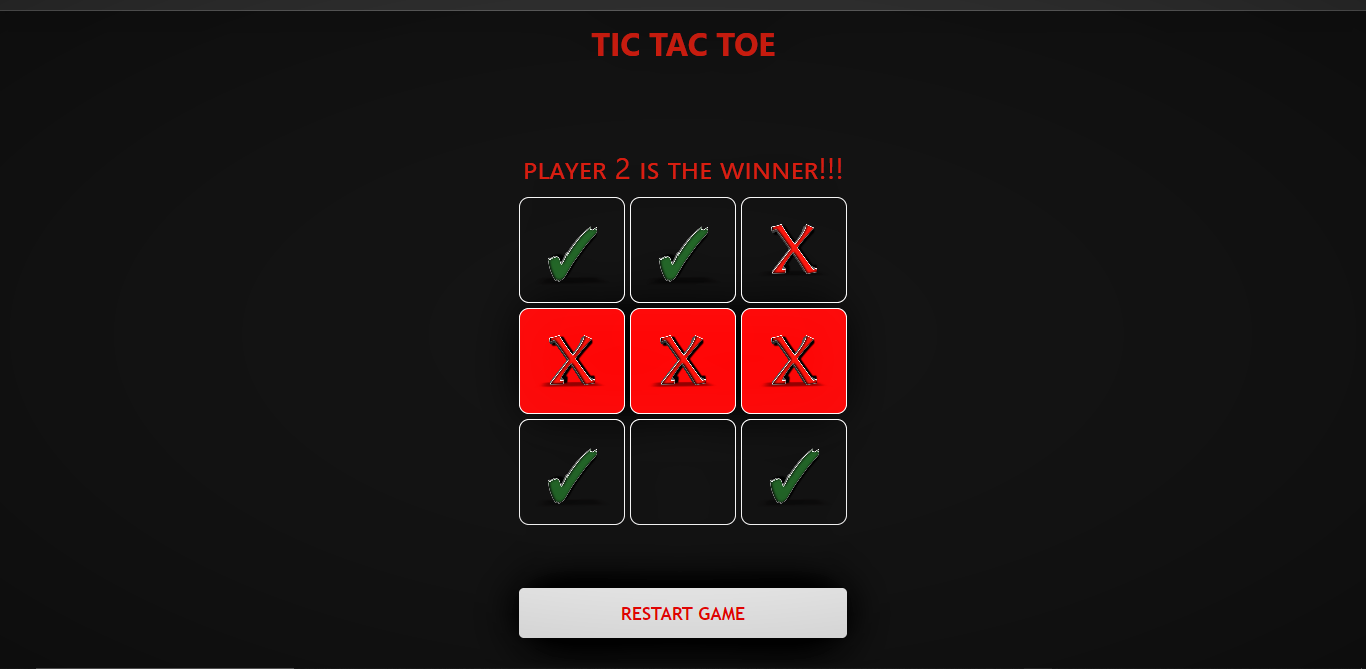 TIC TAC TOE
PLAYER 2 IS THE WINNER!!!
X
X X X
RESTART GAME